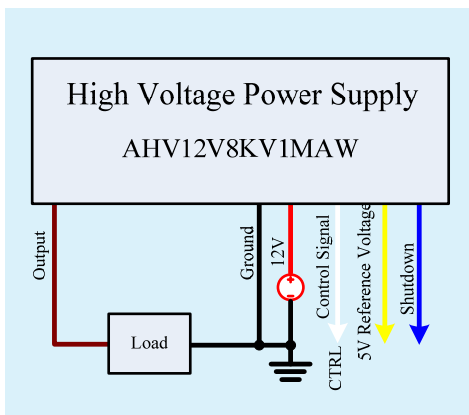 High Voltage Power Supply
AHV12V8KV1MAW
Output
Ground
12V
Control Signal
5V Reference Voltage
Shutdown
Load
CTRL